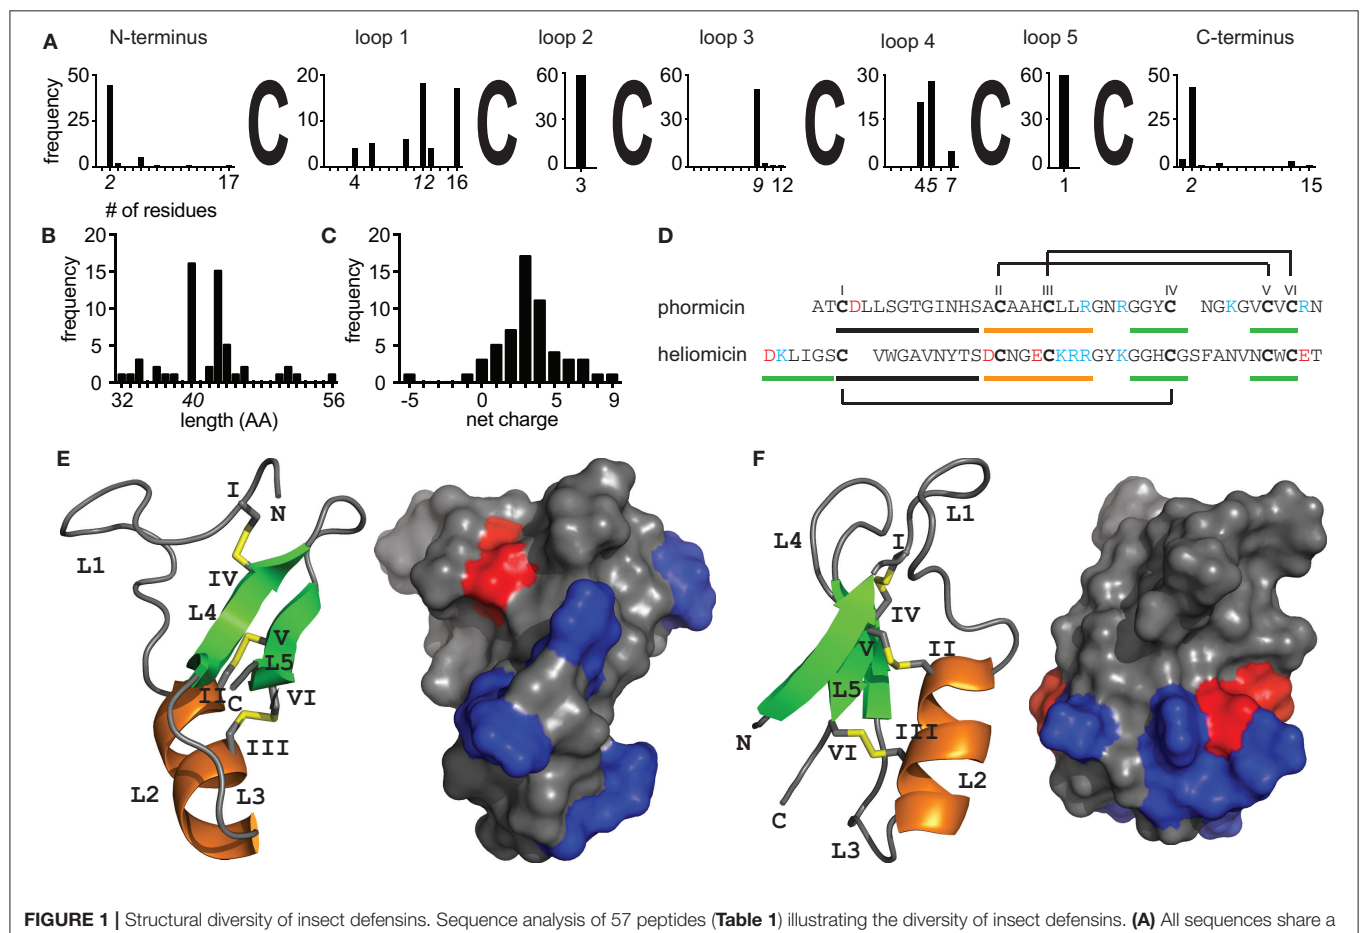 A N-terminus loop 1 loop 2 loop 3 loop 4 loop 5 C-terminus
50 20 60 60 30 60 50
frequency
25 C 10 C 30 C 30 C 15 C 30 C 25
0 0 0 0 0 0 0
2 17 4 12 16 3 9 12 45 7 1 2 15
# of residues
B C D
20 15 10 5 0
frequency
32 40 56
length (AA)
20 15 10 5 0
frequency
-5 0 5 9
net charge
I II III IV V VI
phormicin ATCDLLSGTGINHSACAAHCLLRGNRGGYC NGKGVCVCRN
heliomicin DKLIGSC VWGAVNYTSDCNGECKRRGYKGGHCGSFANVNCWCET
E F
I
N
L1
IV
L4
V
L5
II C VI
III
L2 L3
L1
L4 I
IV
V II
L5
N III
VI
L2
C
L3
FIGURE 1 | Structural diversity of insect defensins. Sequence analysis of 57 peptides (Table 1) illustrating the diversity of insect defensins. (A) All sequences share a